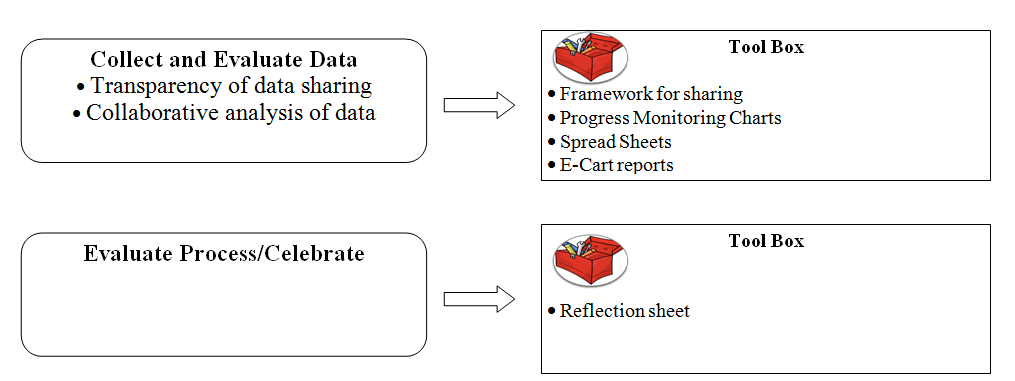 Collect and Evaluate Data
• Transparency of data sharing
• Collaborative analysis of data
Tool Box
• Framework for sharing
• Progress Monitoring Charts
• Spread Sheets
• E-Cart reports
Evaluate Process/Celebrate
Tool Box
• Reflection sheet